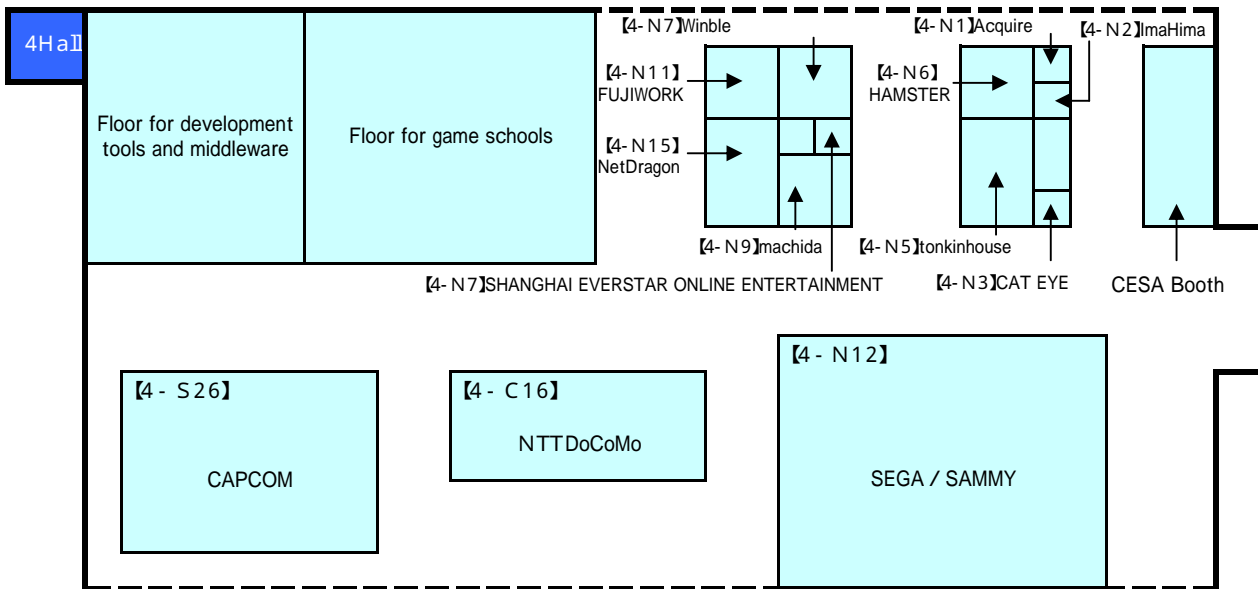 4Hall
【4-N7】Winble
【4-N1】Acquire
【4-N2】ImaHima
【4-N11】
FUJIWORK
【4-N6】
HAMSTER
Floor for development
tools and middleware
Floor for game schools
【4-N15】
NetDragon
【4-N9】machida
【4-N5】tonkinhouse
【4-N7】SHANGHAI EVERSTAR ONLINE ENTERTAINMENT
【4-N3】CAT EYE
CESA Booth
【4-S26】
CAPCOM
【4-C16】
NTTDoCoMo
【4-N12】
SEGA / SAMMY